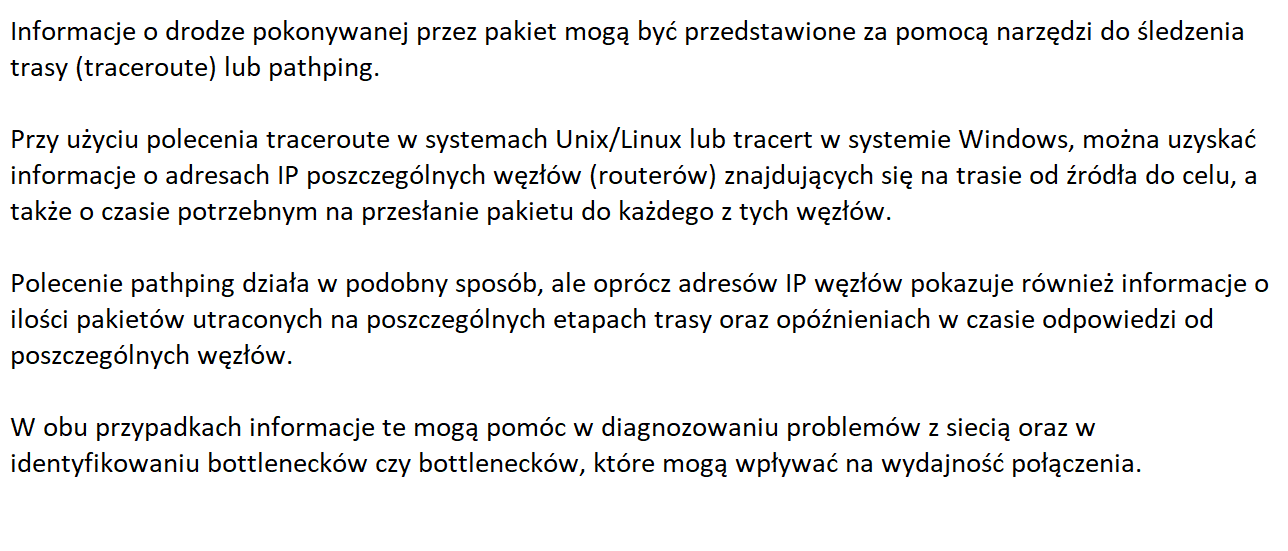 Informacje o drodze pokonywanej przez pakiet mogą być przedstawione za pomocą narzędzi do śledzenia
trasy (traceroute) lub pathping.
Przy użyciu polecenia traceroute w systemach Unix/Linux lub tracert w systemie Windows, można uzyskać
informacje o adresach IP poszczególnych węzłów (routerów) znajdujących się na trasie od źródła do celu, a
także o czasie potrzebnym na przesłanie pakietu do każdego z tych węzłów.
Polecenie pathping działa w podobny sposób, ale oprócz adresów IP węzłów pokazuje również informacje o
ilości pakietów utraconych na poszczególnych etapach trasy oraz opóźnieniach w czasie odpowiedzi od
poszczególnych węzłów.
W obu przypadkach informacje te mogą pomóc w diagnozowaniu problemów z siecią oraz w
identyfikowaniu bottlenecków czy bottlenecków, które mogą wpływać na wydajność połączenia.